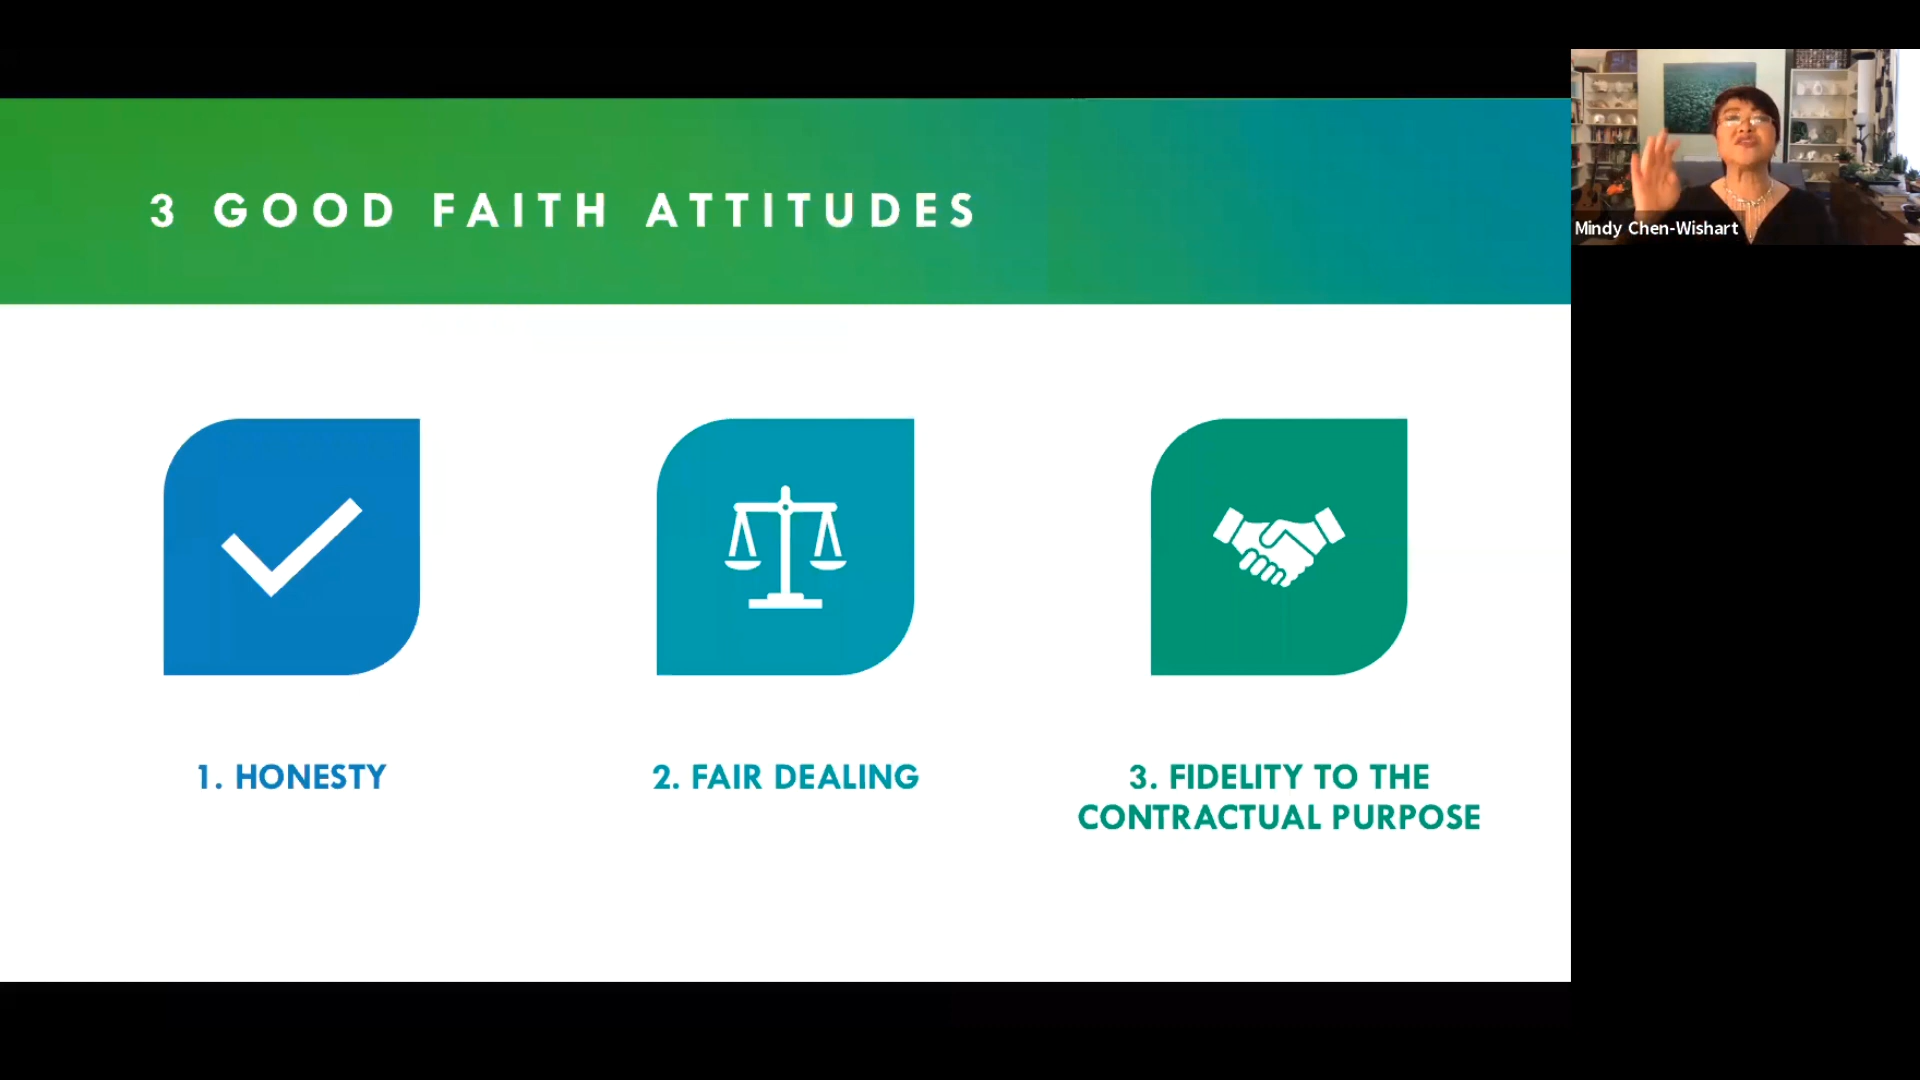 3 GOOD FAITH ATTITUDES
Mindy Chen-Wishart
1. HONESTY
2. FAIR DEALING
3. FIDELITY TO THE
CONTRACTUAL PURPOSE